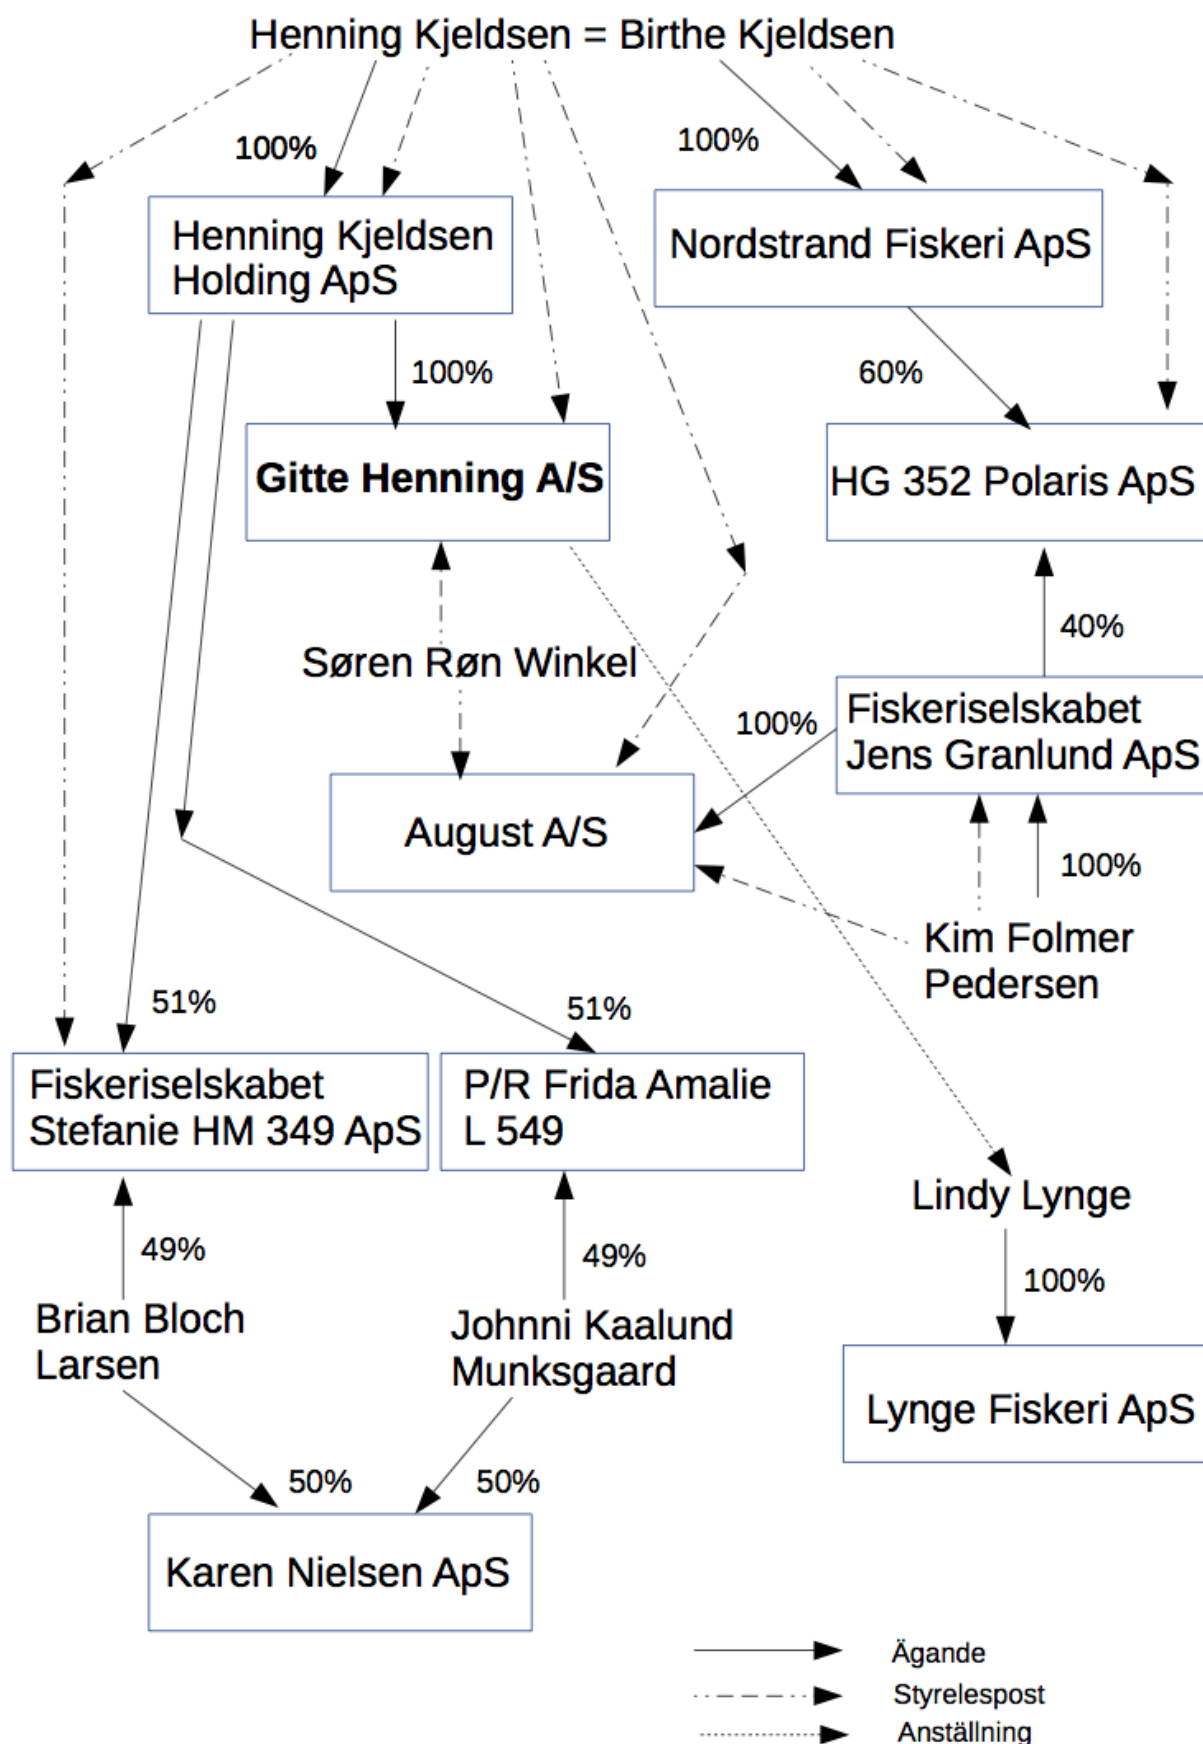 Henning Kjeldsen = Birthe Kjeldsen
100%
100%
Henning Kjeldsen
Holding ApS
Nordstrand Fiskeri ApS
100%
60%
Gitte Henning A/S
HG 352 Polaris ApS
40%
Søren Røn Winkel
Fiskeriselskabet
Jens Granlund ApS
100%
August A/S
100%
Kim Folmer
Pedersen
51%
51%
Fiskeriselskabet
Stefanie HM 349 ApS
P/R Frida Amalie
L 549
Lindy Lynge
49%
49%
100%
Brian Bloch
Larsen
Johnni Kaalund
Munksgaard
Lynge Fiskeri ApS
50%
50%
Karen Nielsen ApS
Ägande
Styrelespost
Anställning